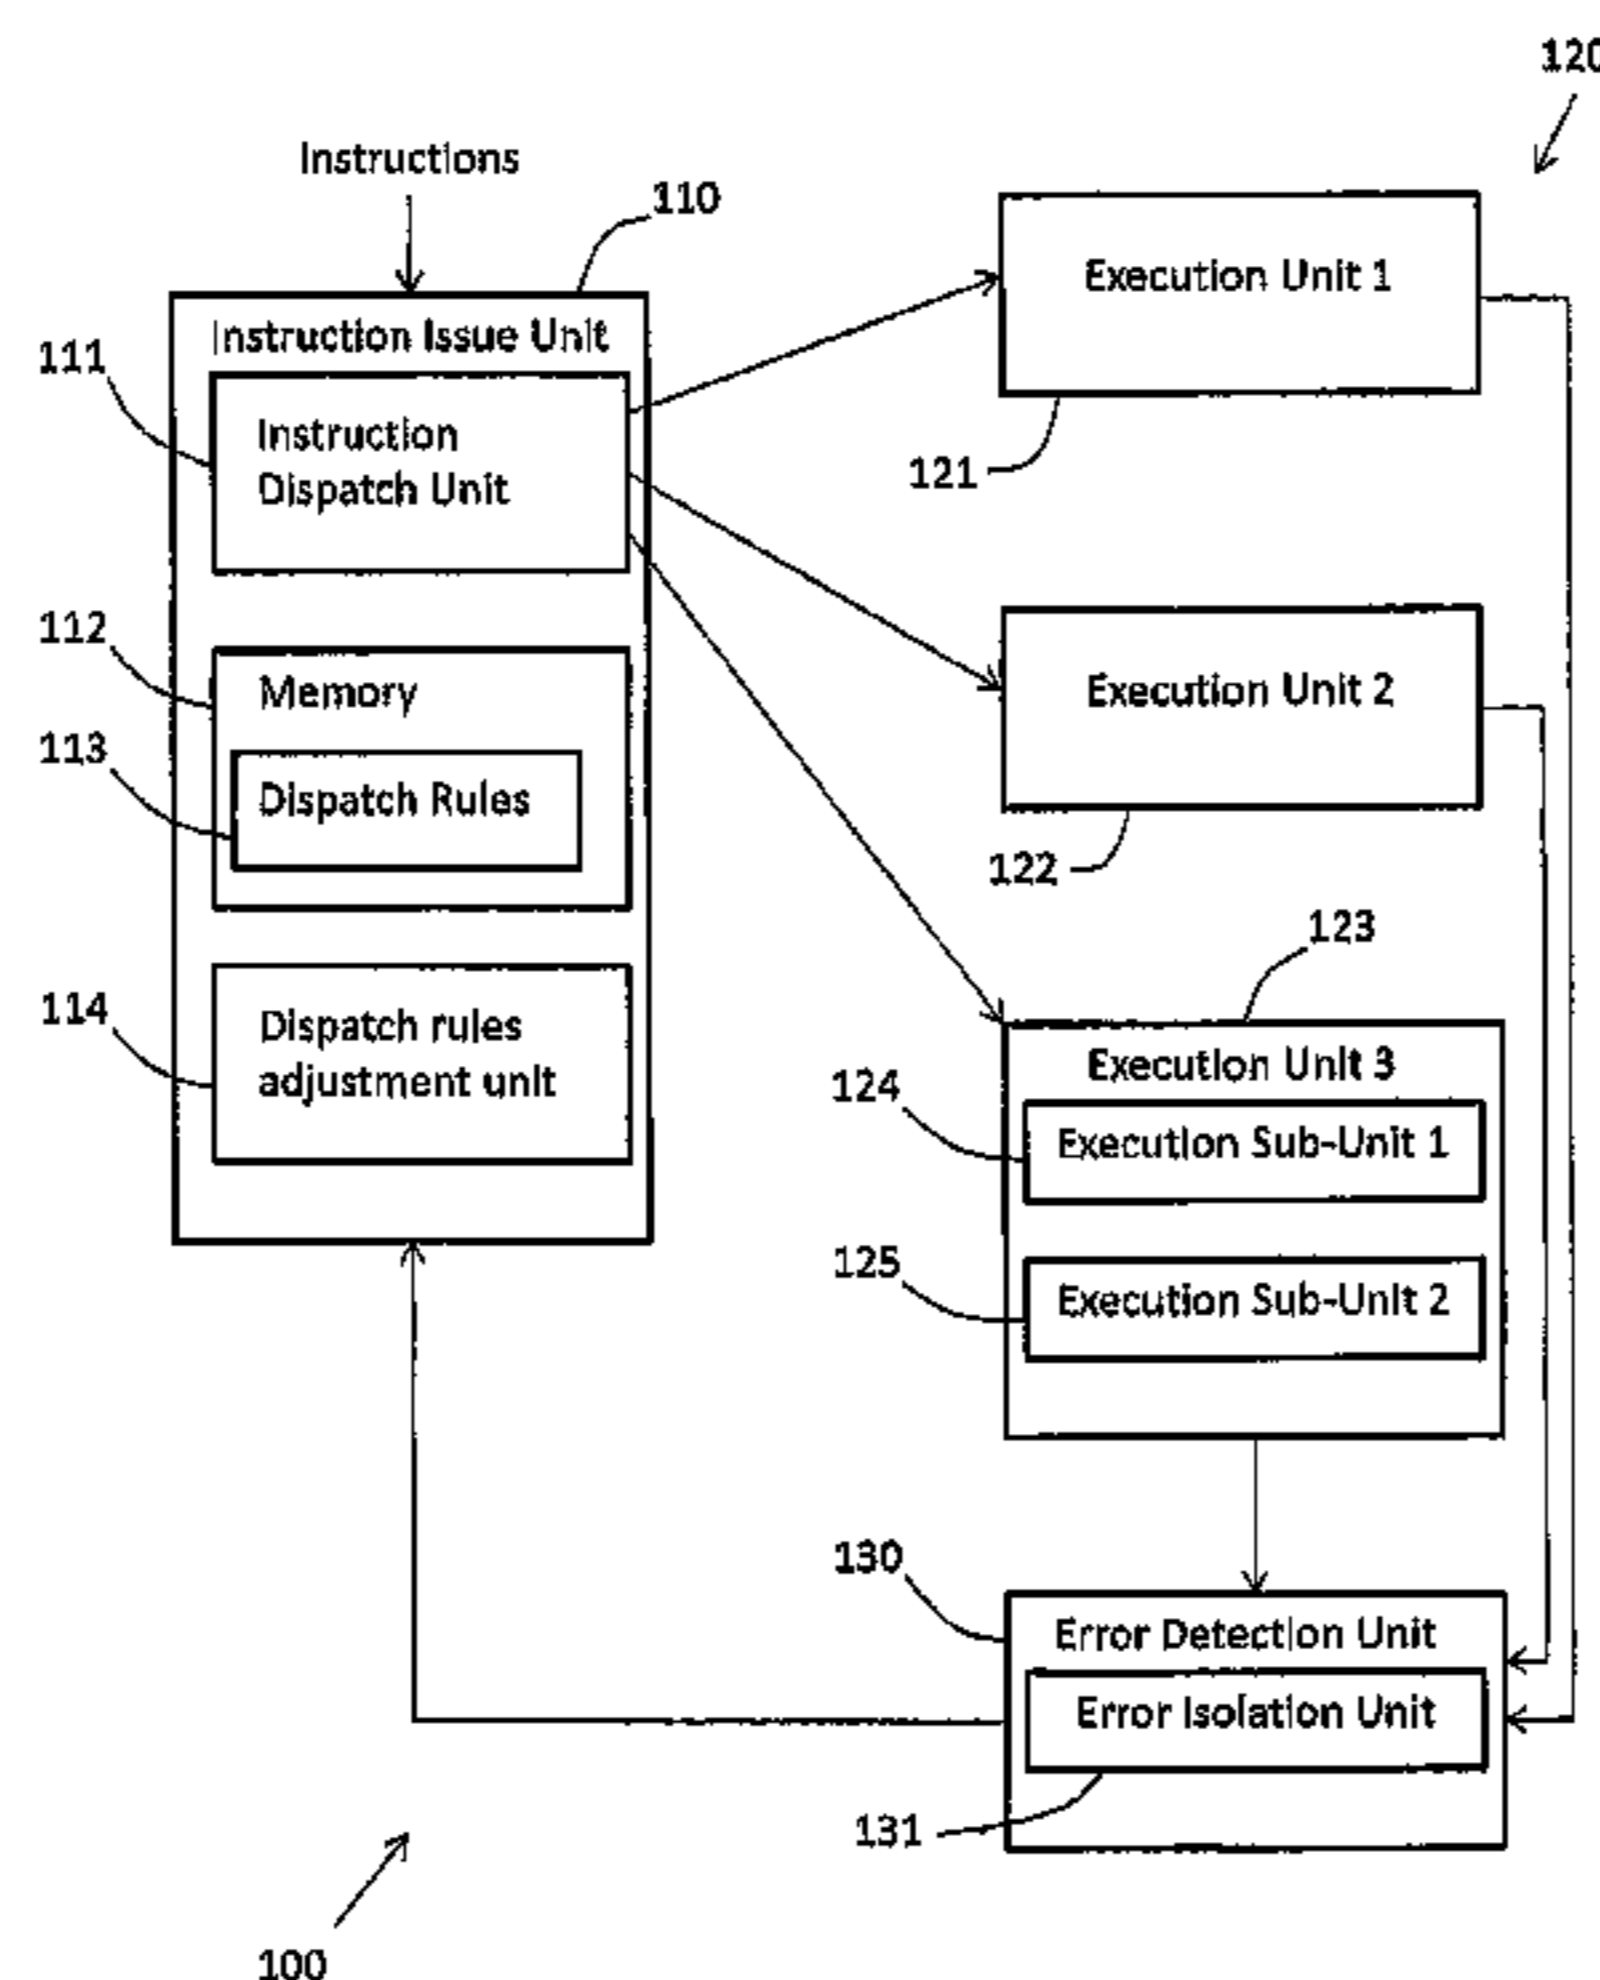 120
Instructions
110
Instruction Issue Unit
111
Instruction
Dispatch Unit
Execution Unit 1
121
112
Memory
113
Dispatch Rules
Execution Unit 2
122
114
Dispatch rules
adjustment unit
123
Execution Unit 3
124
Execution Sub-Unit 1
125
Execution Sub-Unit 2
130
Error Detection Unit
Error Isolation Unit
131
100